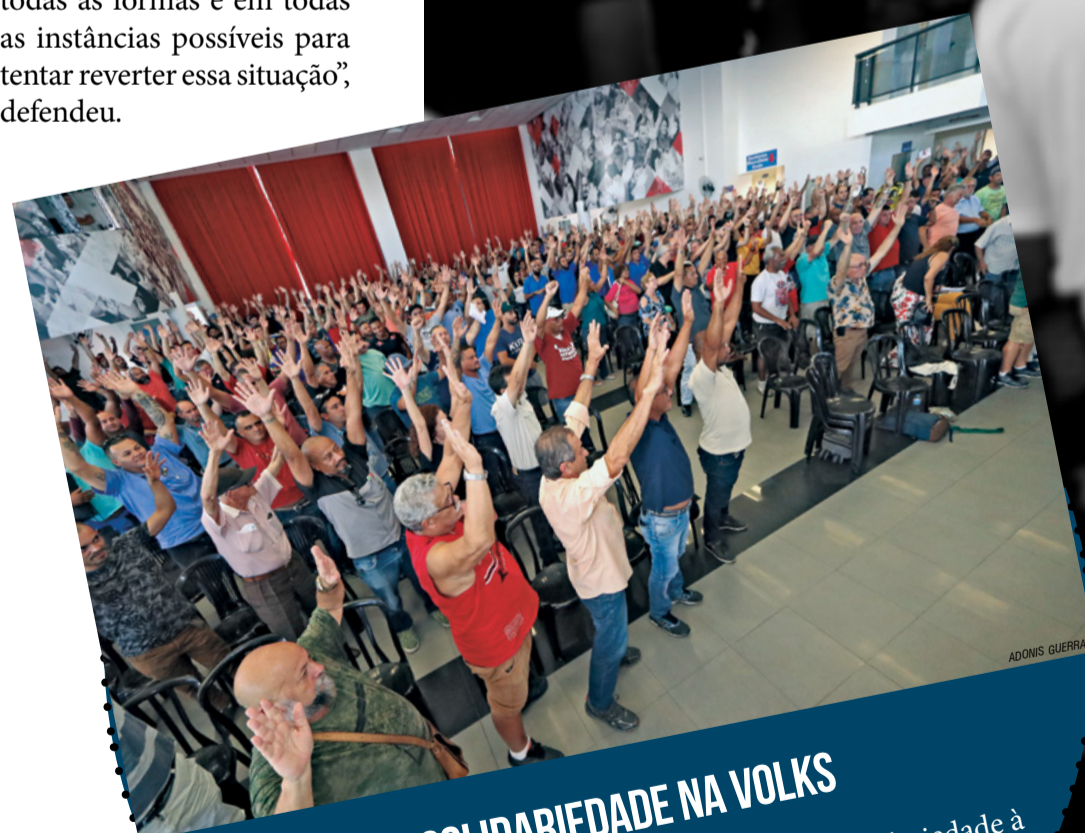 todas as formas e em todas
as instâncias possíveis para
tentar reverter essa situação”,
defendeu.
ADONIS GUERRA
SOLIDARIEDADE NA VOLKS
à